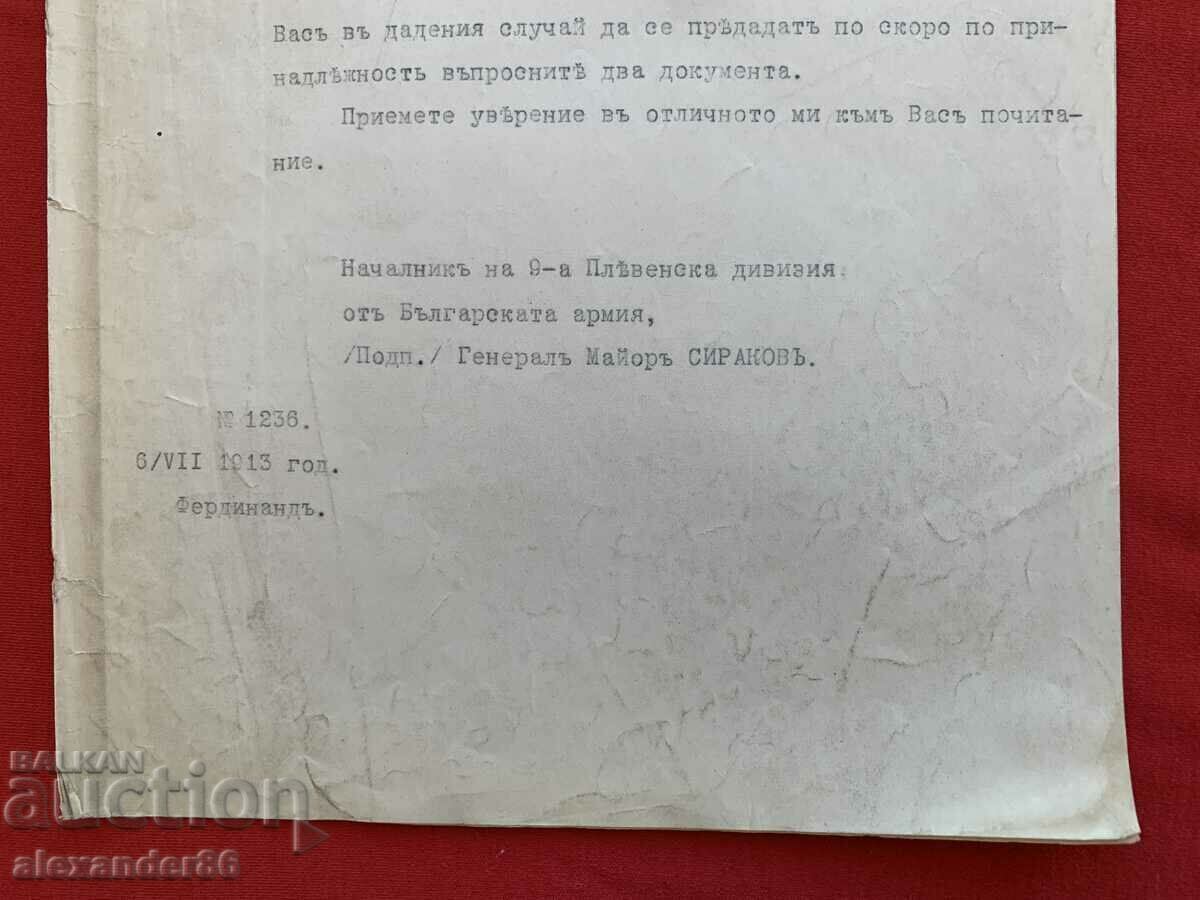 Васъ въ дадения случай да се прѣдадатъ по скоро по при-
надлѣжность въпроснитѣ два документа.
Приемете увѣрение въ отличното ми къмъ Васъ почита-
ние.
Началникъ на 9-а Плѣвенска дивизия
отъ Българската армия,
/Подп./ Генералъ Майоръ СИРАКОВЪ.
№ 1236.
6/VII 1913 год.
Фердинандъ.
BALKAN
auction
alexander86